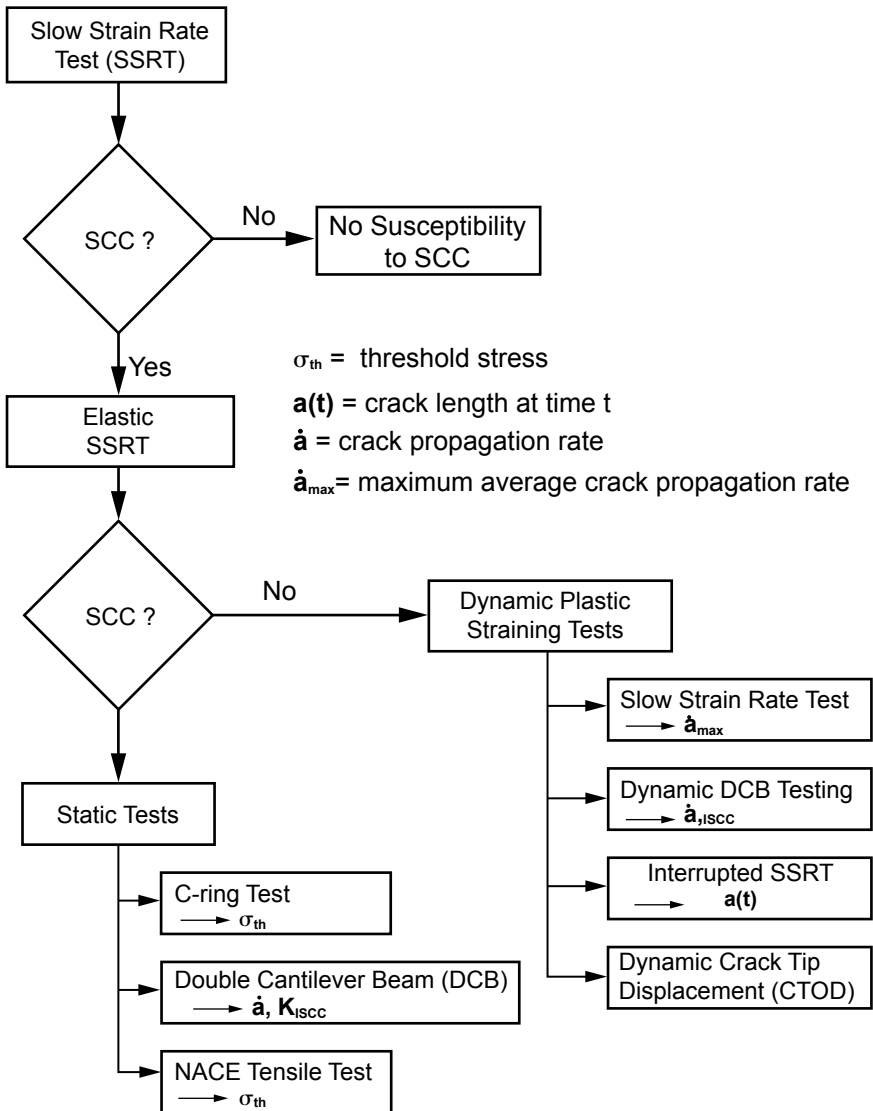 Slow Strain Rate
Test (SSRT)
SCC ?
No
No Susceptibility
to SCC
Yes
σth = threshold stress
a(t) = crack length at time t
ȧ = crack propagation rate
ȧmax= maximum average crack propagation rate
Elastic
SSRT
SCC ?
No
Dynamic Plastic
Straining Tests
Slow Strain Rate Test
ȧmax
Dynamic DCB Testing
ȧ,ISCC
Interrupted SSRT
a(t)
Dynamic Crack Tip
Displacement (CTOD)
Static Tests
C-ring Test
σth
Double Cantilever Beam (DCB)
ȧ, KISCC
NACE Tensile Test
σth